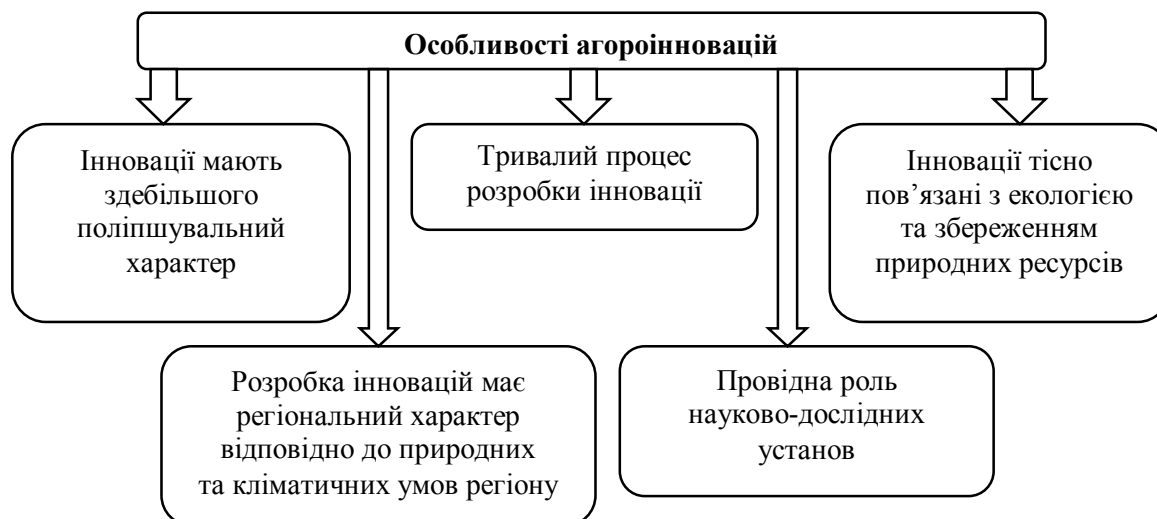 Особливості агороінновацій
Інновації мають
здебільшого
поліпшувальний
характер
Тривалий процес
розробки інновації
Інновації тісно
пов’язані з екологією
та збереженням
природних ресурсів
Розробка інновацій має
регіональний характер
відповідно до природних
та кліматичних умов регіону
Провідна роль
науково-дослідних
установ